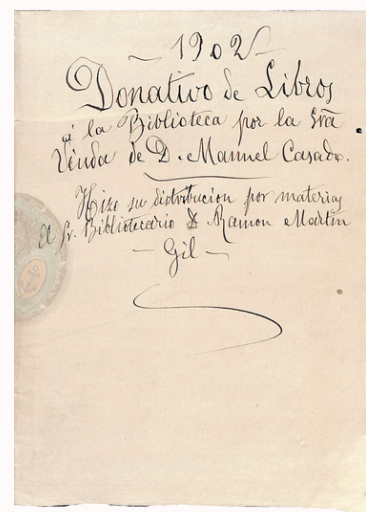 — 1902 —
Donativo de Libros
á la Biblioteca por la Sra.
Viuda de D. Manuel Casado.
Hizo su distribucion por materias
el Sr. Bibliotecario D. Ramon Martin
— Gil —